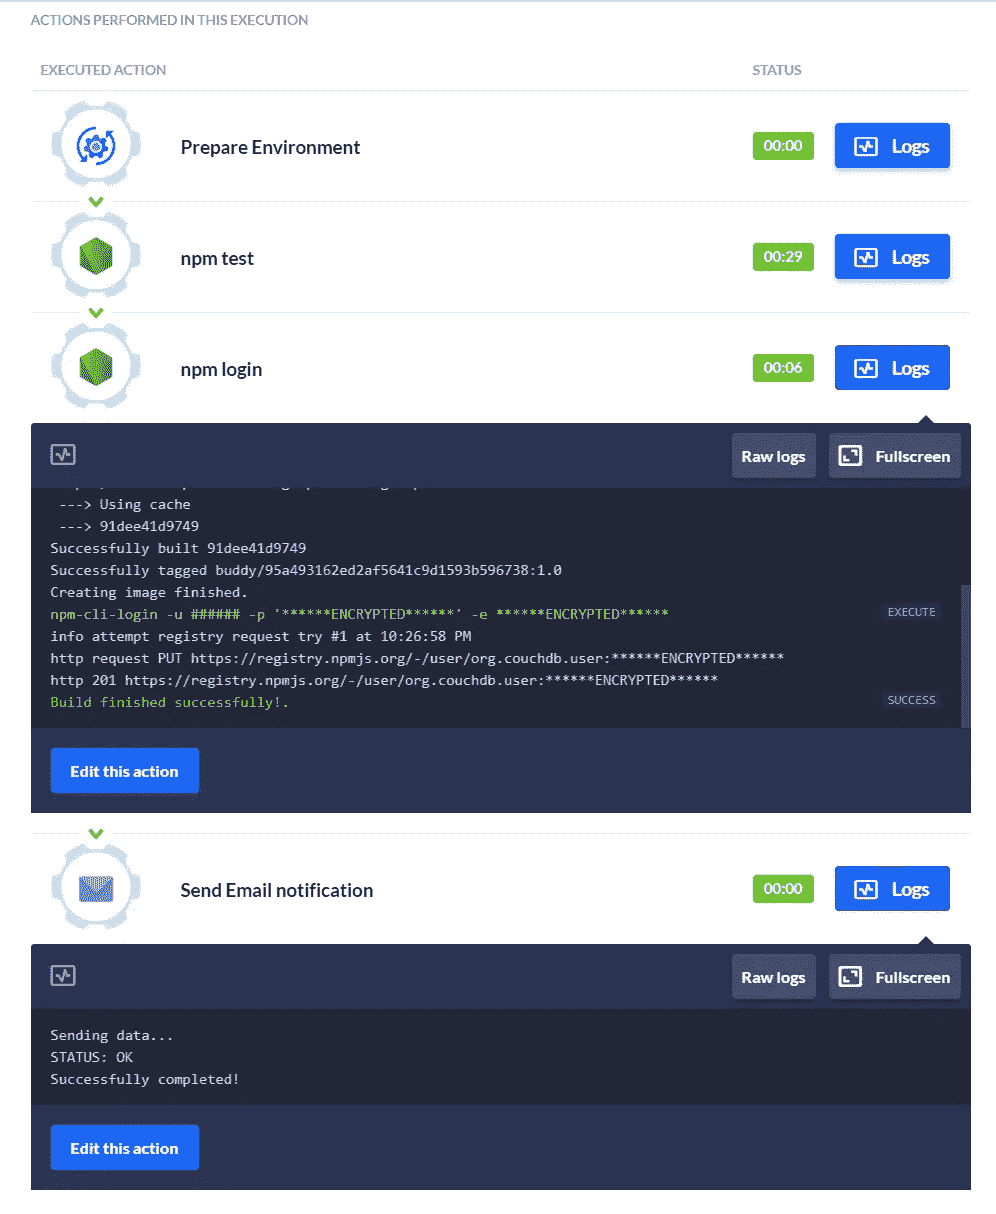 ACTIONS PERFORMED IN THIS EXECUTION
EXECUTED ACTION STATUS
Prepare Environment 00:00 Logs
npm test 00:29 Logs
npm login 00:06 Logs
Raw logs Fullscreen
---> Using cache
---> 91dee41d9749
Successfully built 91dee41d9749
Successfully tagged buddy/95a493162ed2af5641c9d1593b596738:1.0
Creating image finished.
npm-cli-login -u ###### -p '******ENCRYPTED******' -e ******ENCRYPTED****** EXECUTE
info attempt registry request try #1 at 10:26:58 PM
http request PUT https://registry.npmjs.org/-/user/org.couchdb.user:******ENCRYPTED******
http 201 https://registry.npmjs.org/-/user/org.couchdb.user:******ENCRYPTED******
Build finished successfully!. SUCCESS
Edit this action
Send Email notification 00:00 Logs
Raw logs Fullscreen
Sending data...
STATUS: OK
Successfully completed!
Edit this action